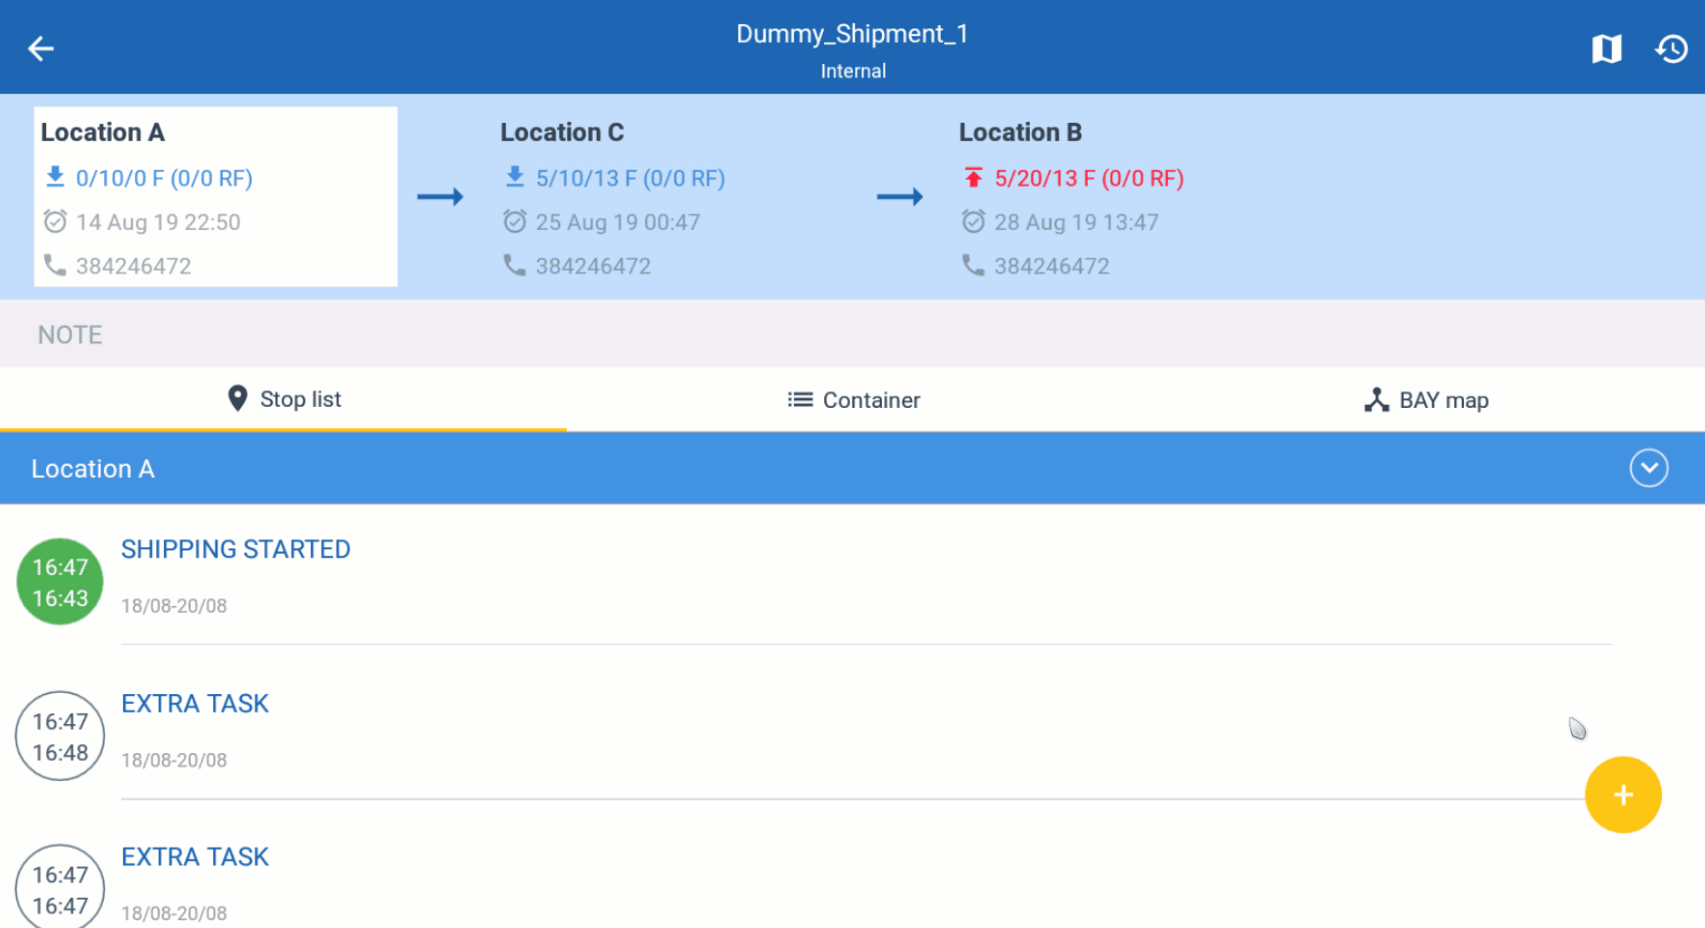 Dummy_Shipment_1
Internal
Location A
0/10/0 F (0/0 RF)
14 Aug 19 22:50
384246472
Location C
5/10/13 F (0/0 RF)
25 Aug 19 00:47
384246472
Location B
5/20/13 F (0/0 RF)
28 Aug 19 13:47
384246472
NOTE
Stop list
Container
BAY map
Location A
16:47
16:43
SHIPPING STARTED
18/08-20/08
16:47
16:48
EXTRA TASK
18/08-20/08
16:47
16:47
EXTRA TASK
18/08-20/08